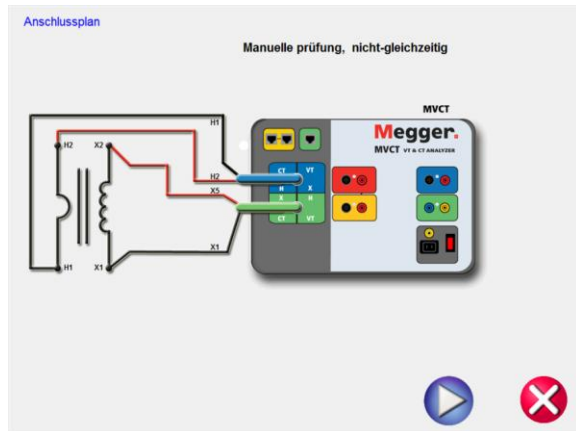 Anschlussplan
Manuelle prüfung, nicht-gleichzeitig
MVCT
Megger.
MVCT VT & CT ANALYZER
H1
H2
X2
H2
X5
X1
H1
X1
CT VT
H X
X H
CT VT